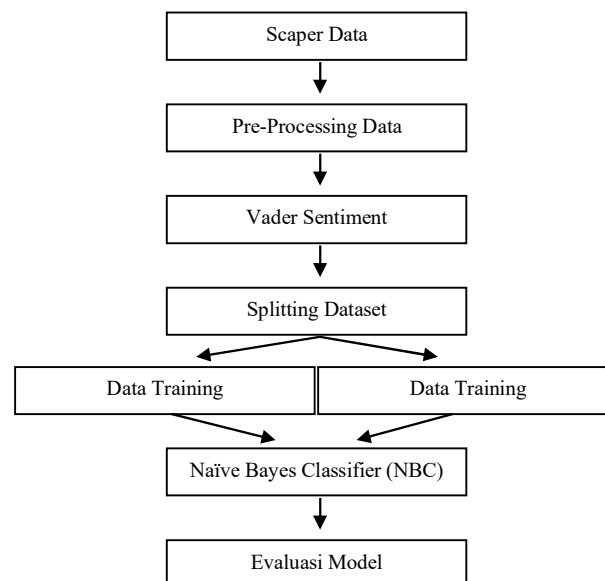 Scaper Data
Pre-Processing Data
Vader Sentiment
Splitting Dataset
Data Training
Data Training
Naïve Bayes Classifier (NBC)
Evaluasi Model